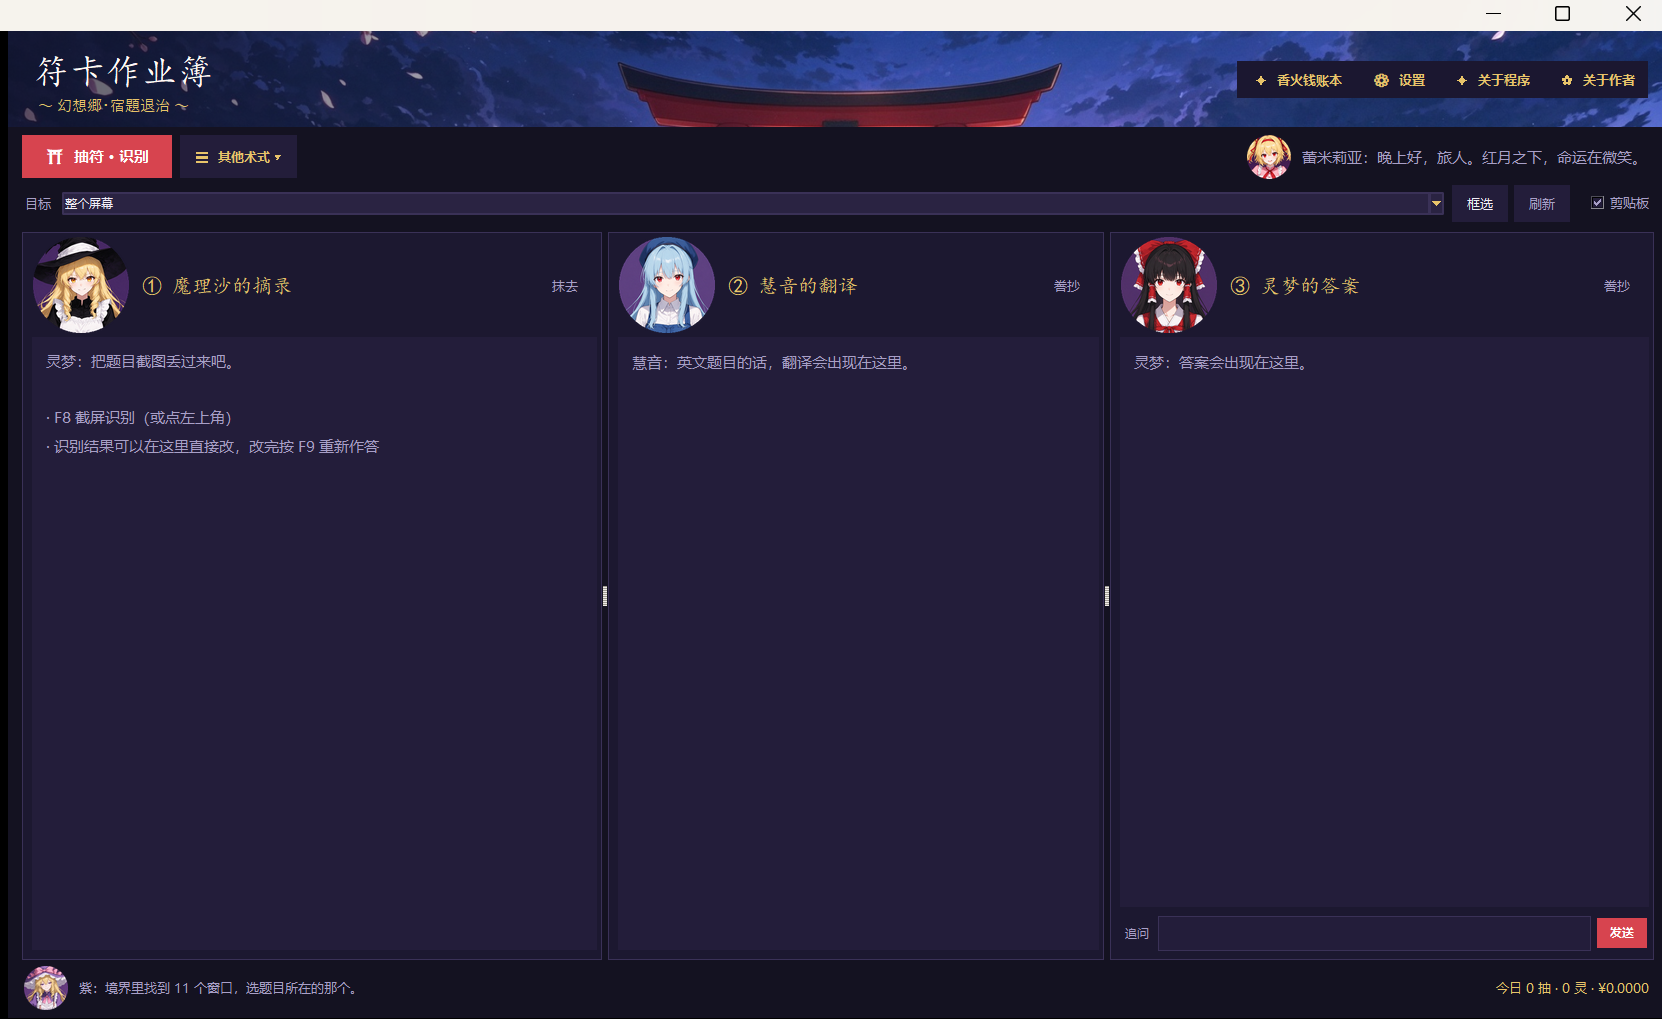 符卡作业簿
～ 幻想郷·宿題退治 ～
香火钱账本
设置
关于程序
关于作者
抽符·识别
其他术式
蕾米莉亚：晚上好，旅人。红月之下，命运在微笑。
目标
整个屏幕
框选
刷新
剪贴板
① 魔理沙的摘录
抹去
灵梦：把题目截图丢过来吧。
· F8 截屏识别（或点左上角）
· 识别结果可以在这里直接改，改完按 F9 重新作答
② 慧音的翻译
誊抄
慧音：英文题目的话，翻译会出现在这里。
③ 灵梦的答案
誊抄
灵梦：答案会出现在这里。
追问
发送
紫：境界里找到 11 个窗口，选题目所在的那个。
今日 0 抽 · 0 灵 · ¥0.0000